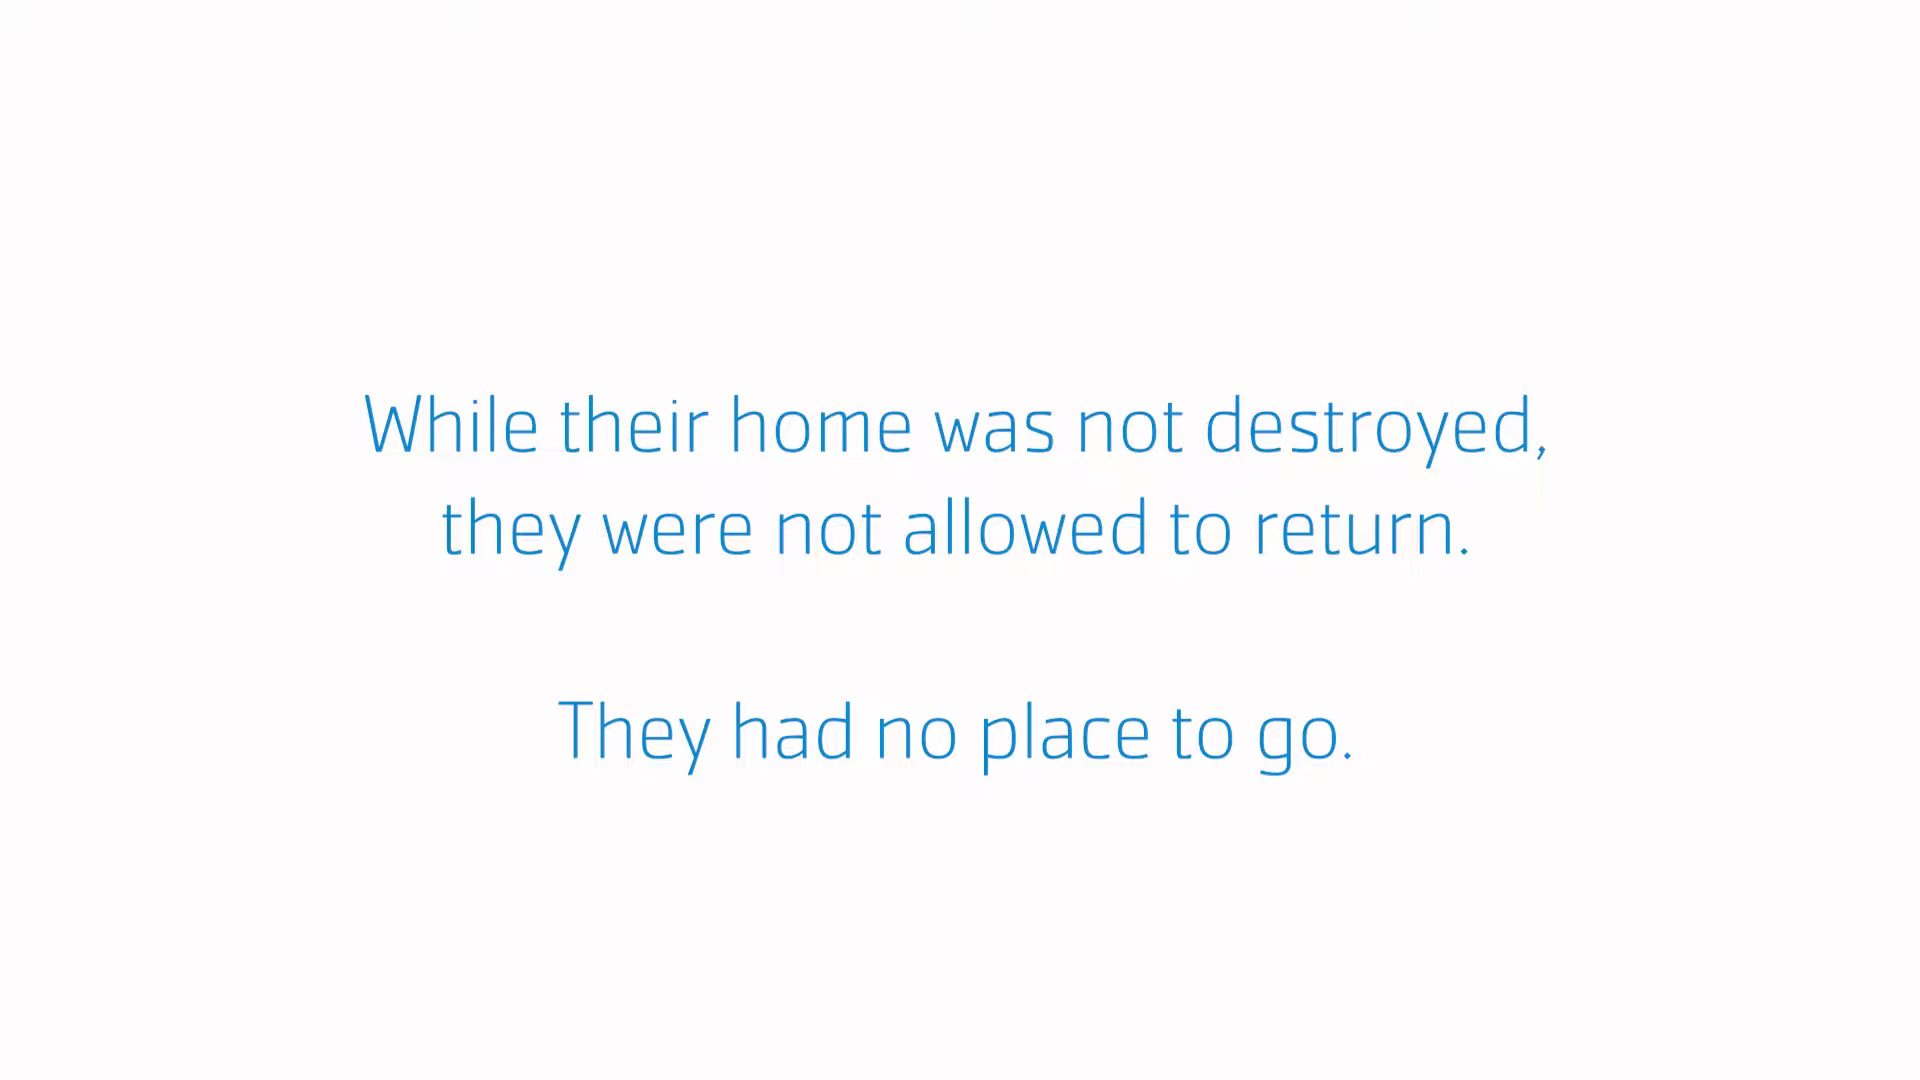 While their home was not destroyed,
they were not allowed to return.
They had no place to go.